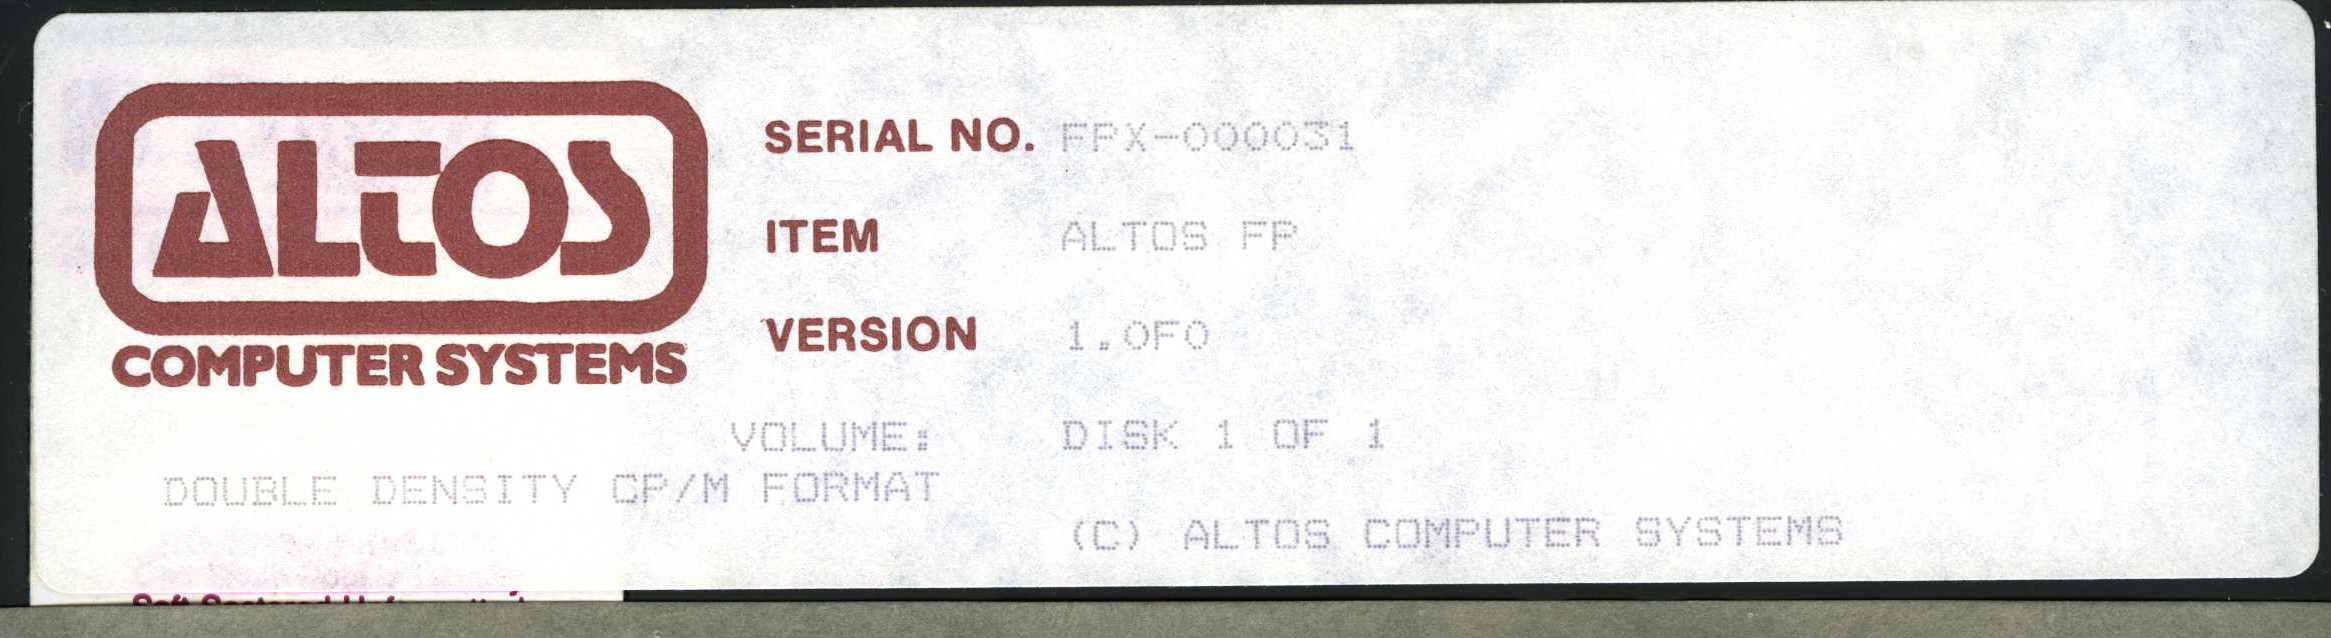 ALTOS
COMPUTER SYSTEMS
SERIAL NO. FPX-000031
ITEM ALTOS FP
VERSION 1.0F0
VOLUME: DISK 1 OF 1
DOUBLE DENSITY CP/M FORMAT
(C) ALTOS COMPUTER SYSTEMS